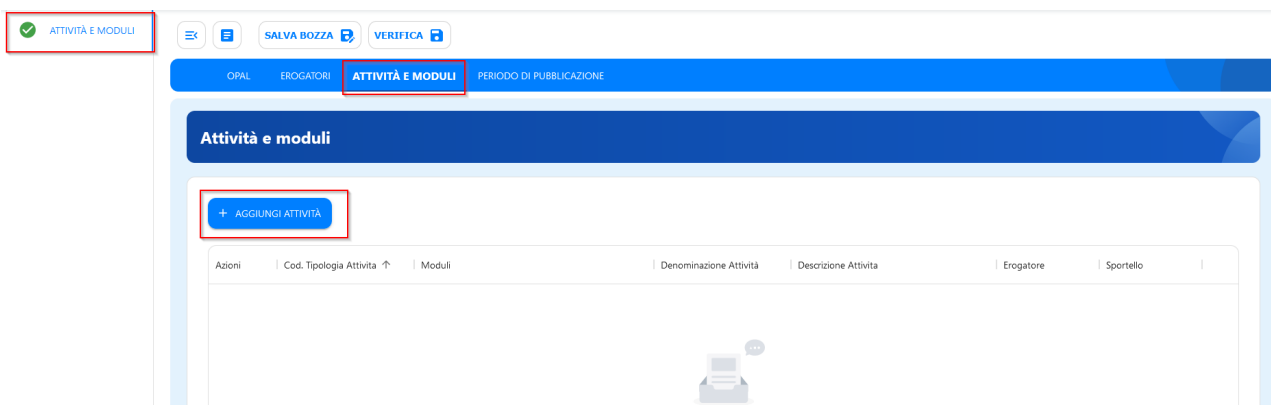 ATTIVITÀ E MODULI
SALVA BOZZA VERIFICA
OPAL EROGATORI ATTIVITÀ E MODULI PERIODO DI PUBBLICAZIONE
Attività e moduli
+ AGGIUNGI ATTIVITÀ
Azioni Cod. Tipologia Attivita ↑ Moduli Denominazione Attività Descrizione Attivita Erogatore Sportello